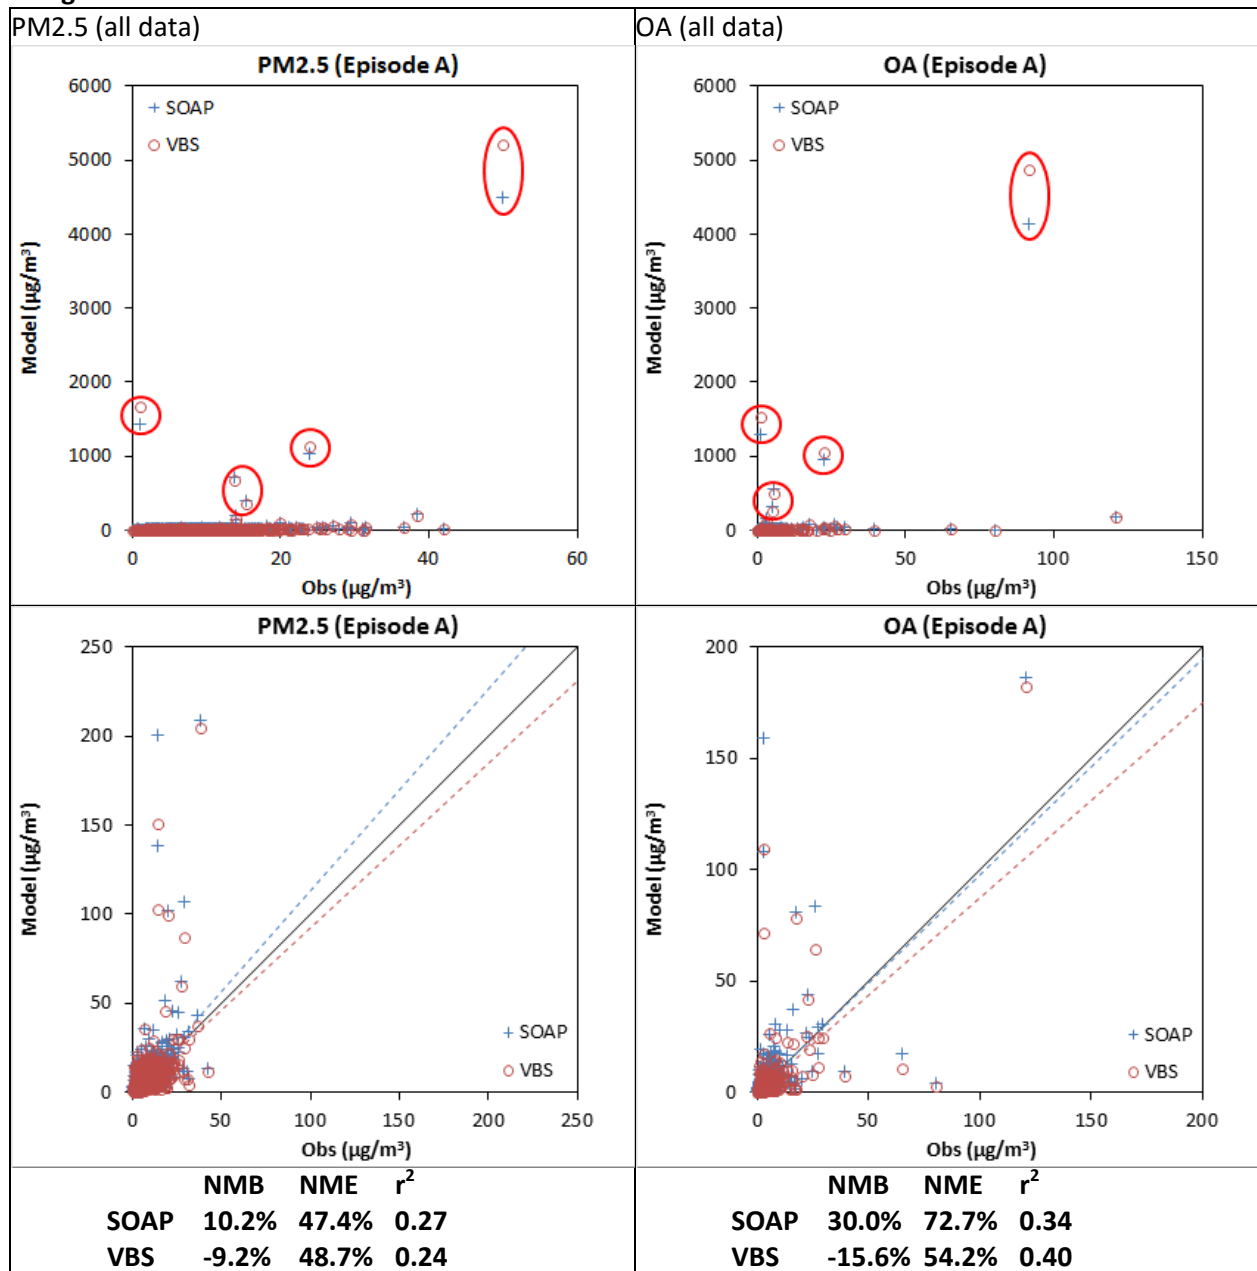 PM2.5 (all data)
OA (all data)
PM2.5 (Episode A)
6000
5000
4000
3000
2000
1000
0
Model (µg/m³)
+ SOAP
○ VBS
0 20 40 60
Obs (µg/m³)
OA (Episode A)
6000
5000
4000
3000
2000
1000
0
Model (µg/m³)
+ SOAP
○ VBS
0 50 100 150
Obs (µg/m³)
PM2.5 (Episode A)
250
200
150
100
50
0
Model (µg/m³)
+ SOAP
○ VBS
0 50 100 150 200 250
Obs (µg/m³)
OA (Episode A)
200
150
100
50
0
Model (µg/m³)
+ SOAP
○ VBS
0 50 100 150 200
Obs (µg/m³)
NMB NME r²
SOAP 10.2% 47.4% 0.27
VBS -9.2% 48.7% 0.24
NMB NME r²
SOAP 30.0% 72.7% 0.34
VBS -15.6% 54.2% 0.40